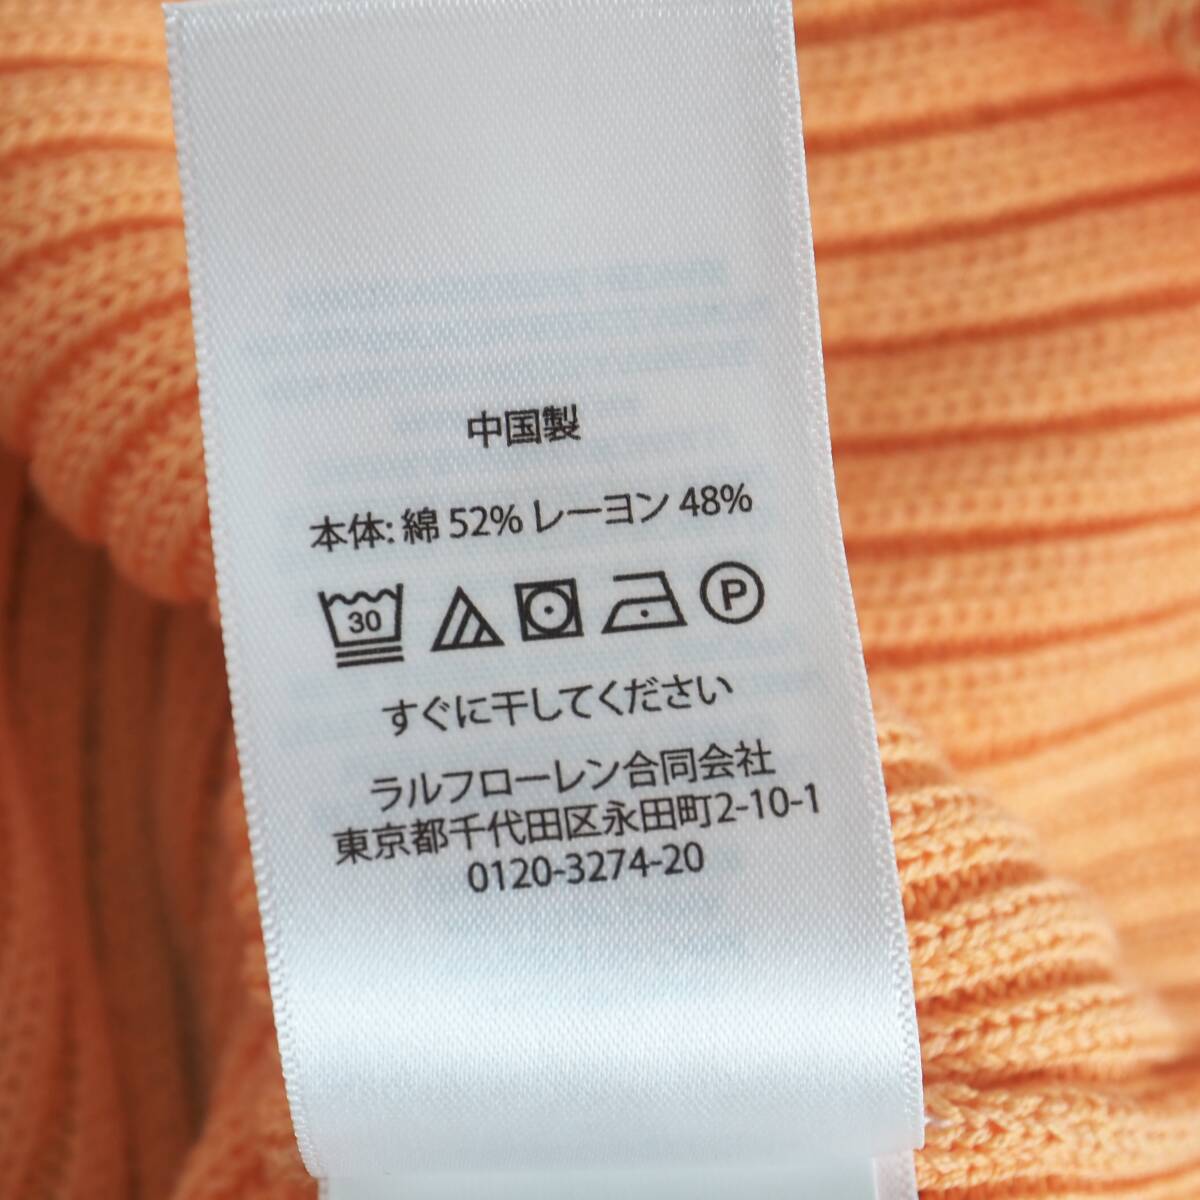 中国製
本体: 綿 52% レーヨン 48%
30 P
すぐに干してください
ラルフローレン合同会社
東京都千代田区永田町2-10-1
0120-3274-20